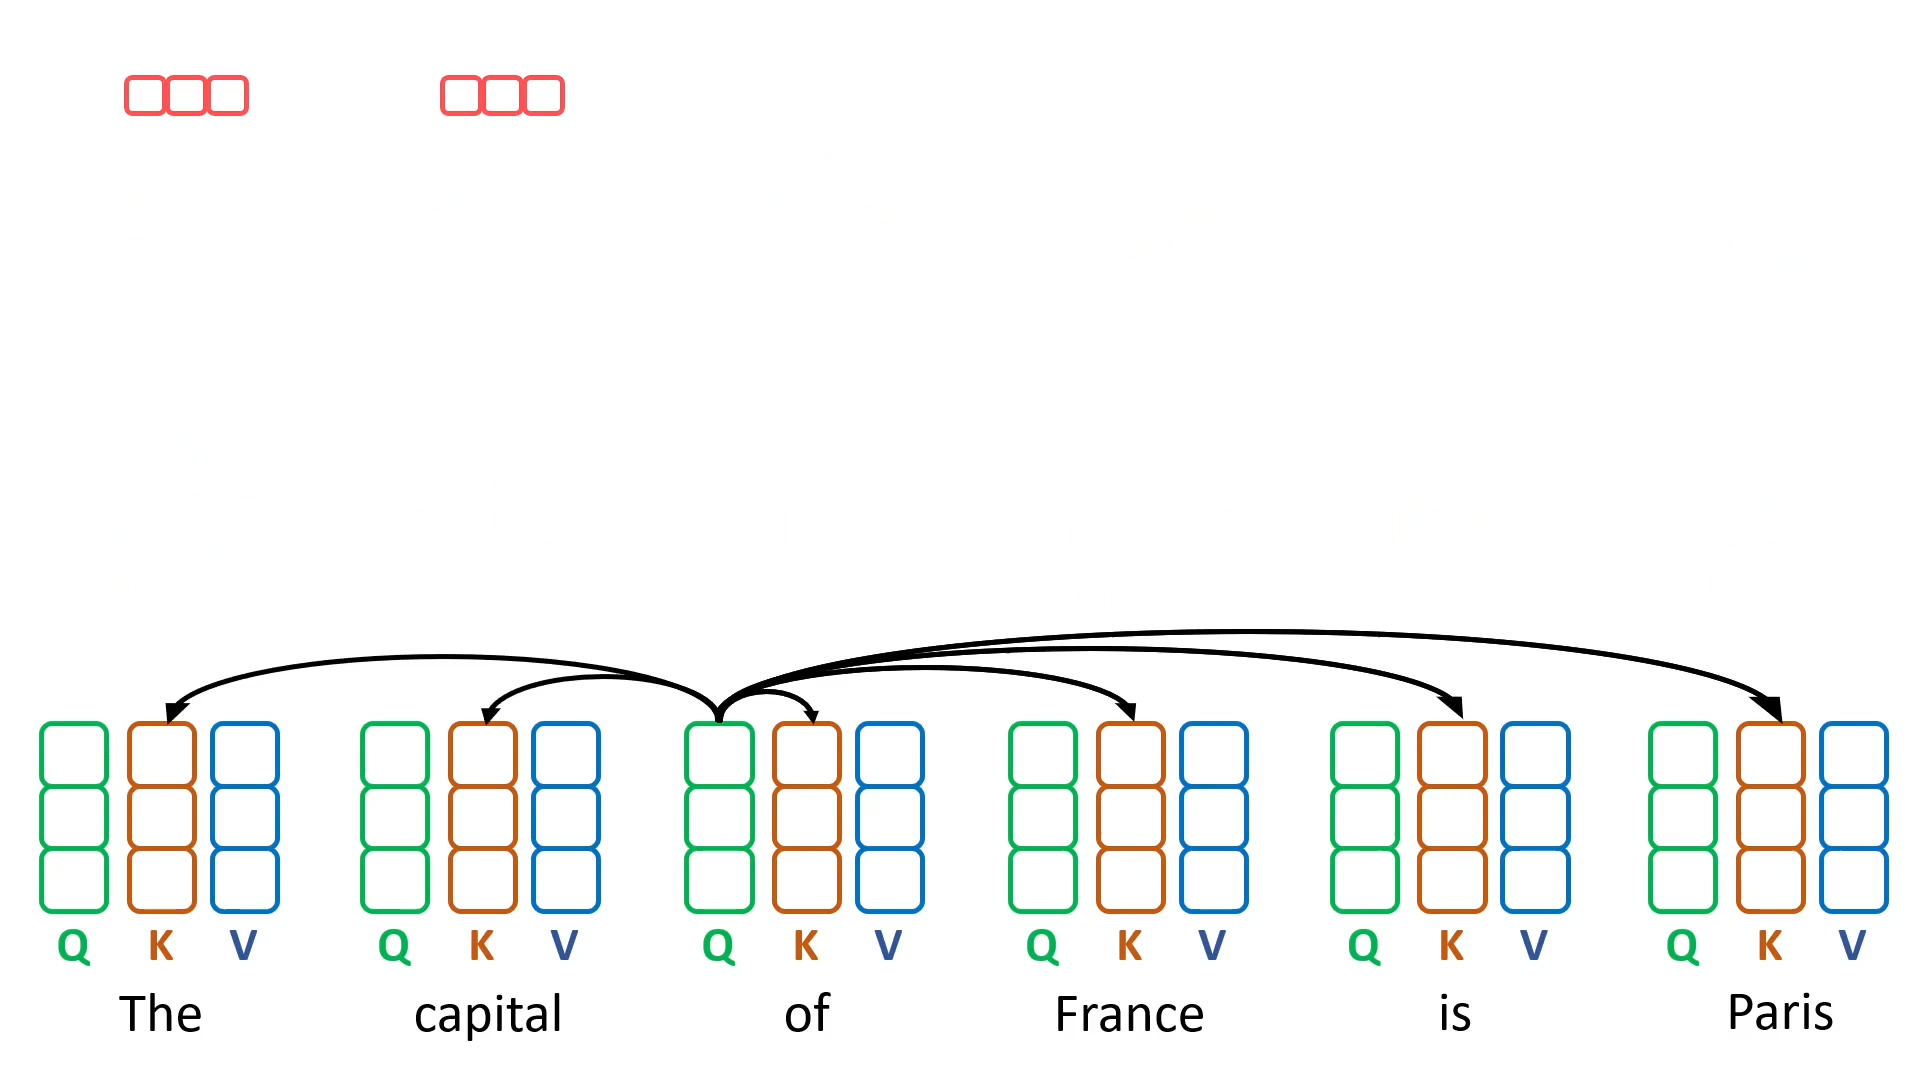 Q K V Q K V Q K V Q K V Q K V Q K V
The capital of France is Paris